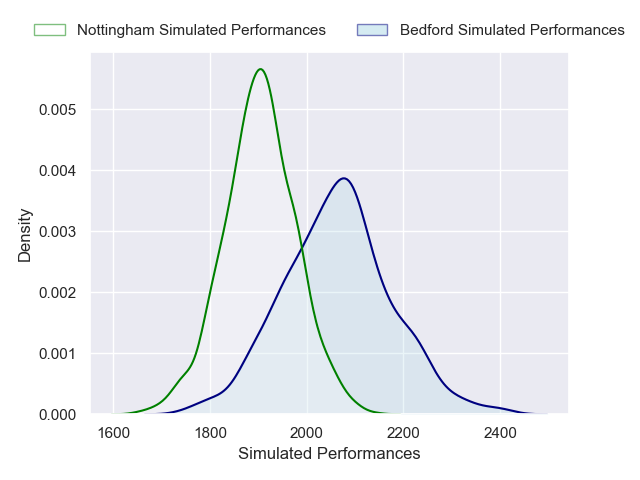 Nottingham Simulated Performances
Bedford Simulated Performances
0.005
0.004
0.003
0.002
0.001
0.000
Density
1600 1800 2000 2200 2400
Simulated Performances